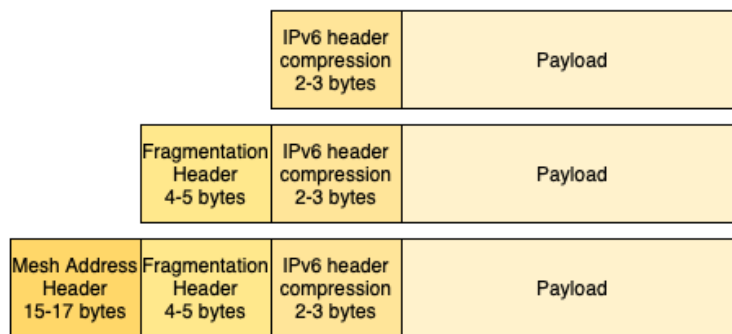 IPv6 header
compression
2-3 bytes
Payload
Fragmentation
Header
4-5 bytes
IPv6 header
compression
2-3 bytes
Payload
Mesh Address
Header
15-17 bytes
Fragmentation
Header
4-5 bytes
IPv6 header
compression
2-3 bytes
Payload